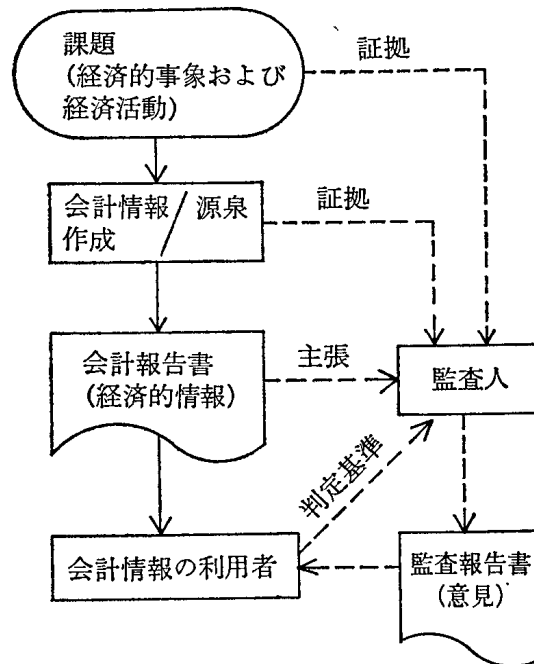 課題
(経済的事象および
経済活動)
証拠
会計情報 / 源泉
作成
証拠
会計報告書
(経済的情報)
主張
監査人
判定基準
会計情報の利用者
監査報告書
(意見)